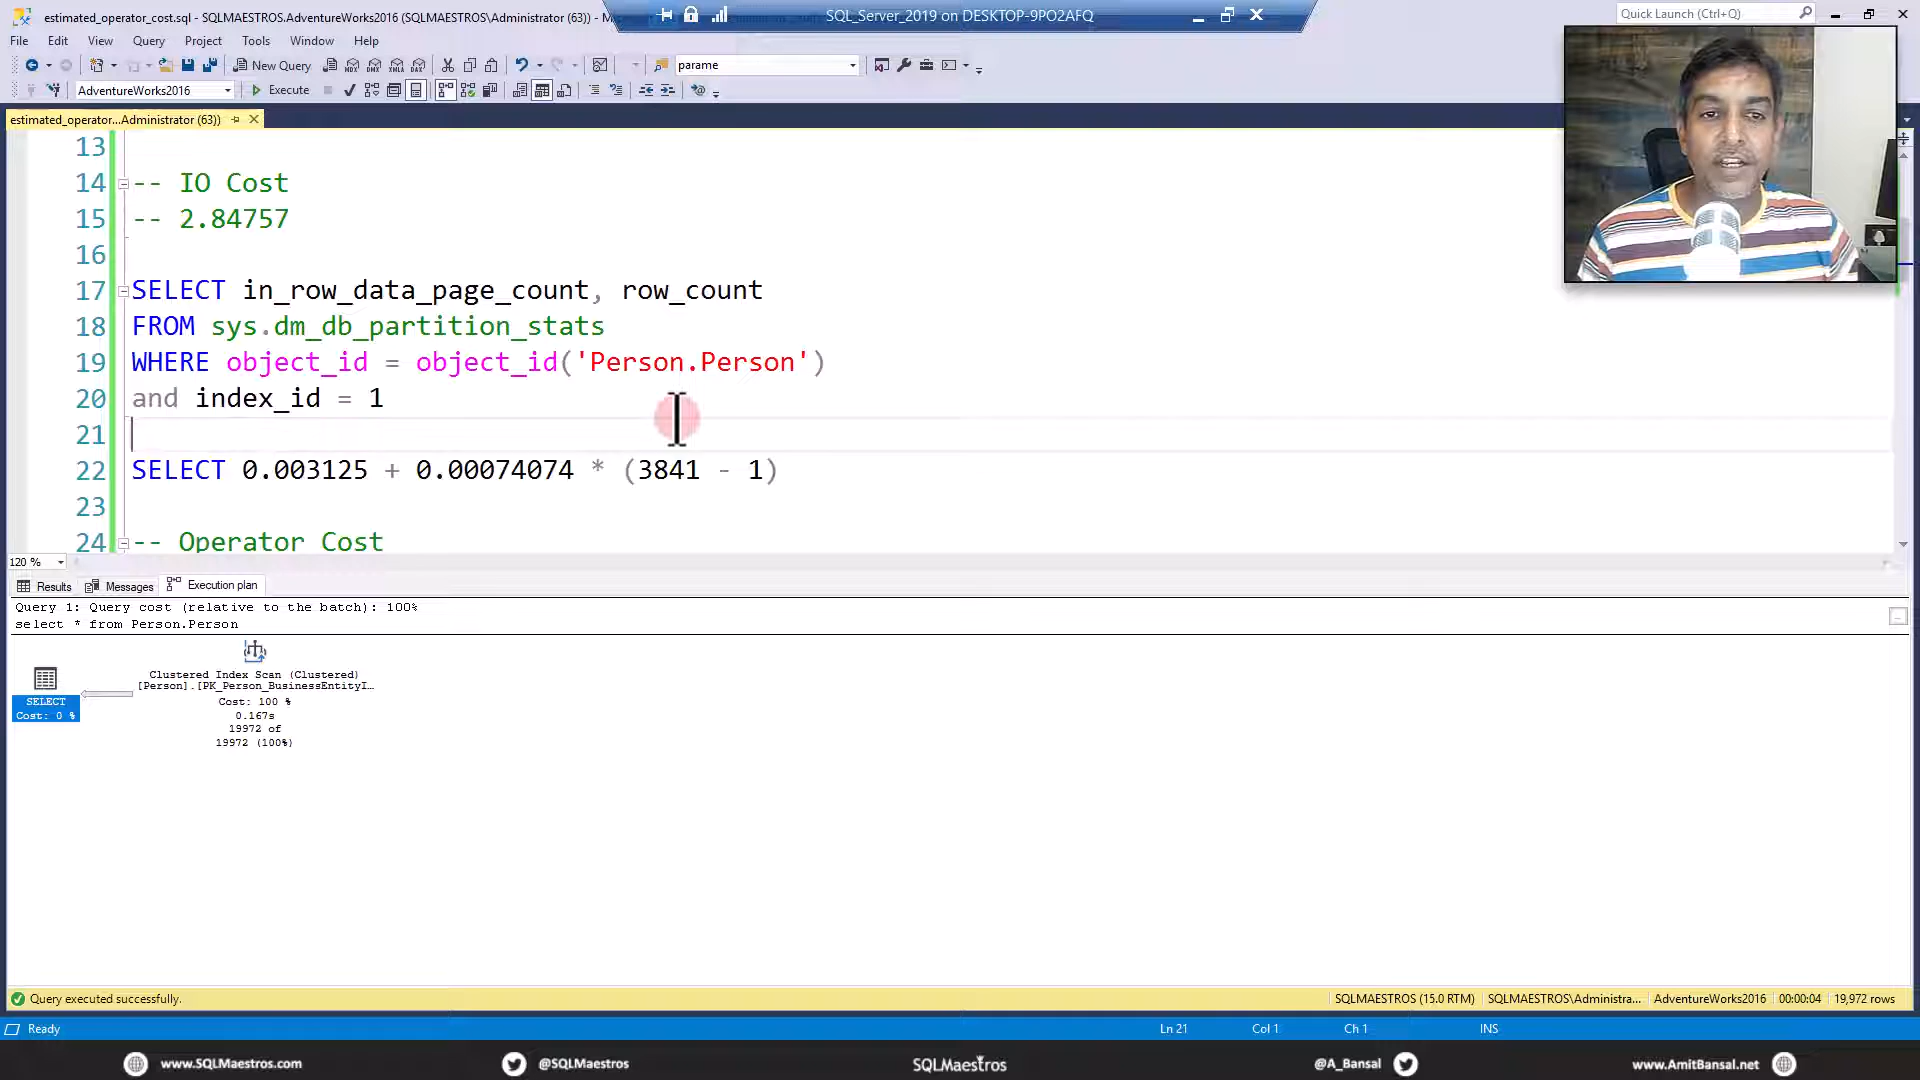 estimated_operator_cost.sql - SQLMAESTROS.AdventureWorks2016 (SQLMAESTROS\Administrator (63)) -
SQL_Server_2019 on DESKTOP-9PO2AFQ
Quick Launch (Ctrl+Q)
File Edit View Query Project Tools Window Help
New Query
parame
AdventureWorks2016
Execute
estimated_operator...Administrator (63))
13
14 -- IO Cost
15 -- 2.84757
16
17 SELECT in_row_data_page_count, row_count
18 FROM sys.dm_db_partition_stats
19 WHERE object_id = object_id('Person.Person')
20 and index_id = 1
21
22 SELECT 0.003125 + 0.00074074 * (3841 - 1)
23
24 -- Operator Cost
120 %
Results Messages Execution plan
Query 1: Query cost (relative to the batch): 100%
select * from Person.Person
SELECT
Cost: 0 %
Clustered Index Scan (Clustered)
[Person].[PK_Person_BusinessEntityI...
Cost: 100 %
0.167s
19972 of
19972 (100%)
Query executed successfully.
SQLMAESTROS (15.0 RTM) SQLMAESTROS\Administra... AdventureWorks2016 00:00:04 19,972 rows
Ready Ln 21 Col 1 Ch 1 INS
www.SQLMaestros.com @SQLMaestros SQLMaestros @A_Bansal www.AmitBansal.net